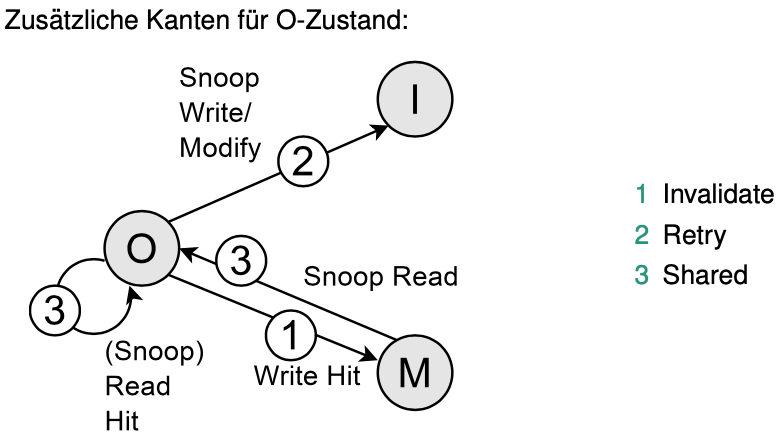 Zusätzliche Kanten für O-Zustand:
Snoop
Write/
Modify
I
2
O
3
3
Snoop Read
1
Write Hit
M
(Snoop)
Read
Hit
1 Invalidate
2 Retry
3 Shared